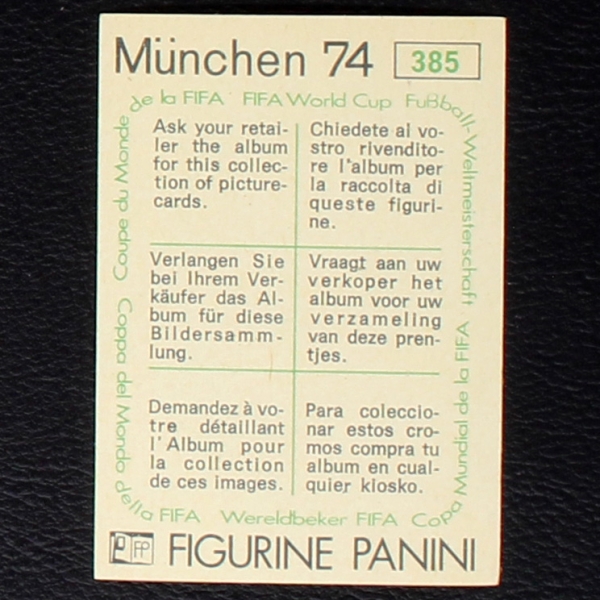 München 74 385
de la FIFA FIFA World Cup Fußball-Weltmeisterschaft
Ask your retai-
ler the album
for this collec-
tion of picture-
cards.
Chiedete al vo-
stro rivendito-
re l'album per
la raccolta di
queste figuri-
ne.
Verlangen Sie
bei Ihrem Ver-
käufer das Al-
bum für diese
Bildersamm-
lung.
Vraagt aan uw
verkoper het
album voor uw
verzameling
van deze pren-
tjes.
Demandez à vo-
tre détaillant
l'Album pour
la collection
de ces images.
Para coleccio-
nar estos cro-
mos compra tu
album en cual-
quier kiosko.
Coupe du Monde
Coppa del Mondo della FIFA
Wereldbeker FIFA
Copa Mundial de la FIFA
FP FIGURINE PANINI